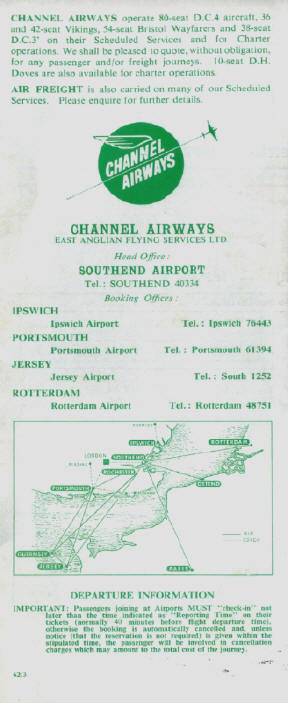 CHANNEL AIRWAYS operate 80-seat D.C.4 aircraft, 36
and 42-seat Vikings, 54-seat Bristol Wayfarers and 38-seat
D.C.3' on their Scheduled Services and for Charter
operations. We shall be pleased to quote, without obligation,
for any passenger and/or freight journeys. 10-seat D.H.
Doves are also available for charter operations.
AIR FREIGHT is also carried on many of our Scheduled
Services. Please enquire for further details.
CHANNEL
AIRWAYS
CHANNEL AIRWAYS
EAST ANGLIAN FLYING SERVICES LTD.
Head Office:
SOUTHEND AIRPORT
Tel.: SOUTHEND 40334
Booking Offices:
IPSWICH
Ipswich Airport Tel.: Ipswich 76443
PORTSMOUTH
Portsmouth Airport Tel.: Portsmouth 61394
JERSEY
Jersey Airport Tel.: South 1252
ROTTERDAM
Rotterdam Airport Tel.: Rotterdam 48751
IPSWICH
ROTTERDAM
LONDON
SOUTHEND
ROCHESTER
OSTEND
PORTSMOUTH
AIR
COACH
GUERNSEY
JERSEY
DEPARTURE INFORMATION
IMPORTANT: Passengers joining at Airports MUST "check-in" not
later than the time indicated as "Reporting Time" on their
tickets (normally 40 minutes before flight departure time),
otherwise the booking is automatically cancelled and, unless
notice (that the reservation is not required) is given within the
stipulated time, the passenger will be involved in cancellation
charges which may amount to the total cost of the journey.